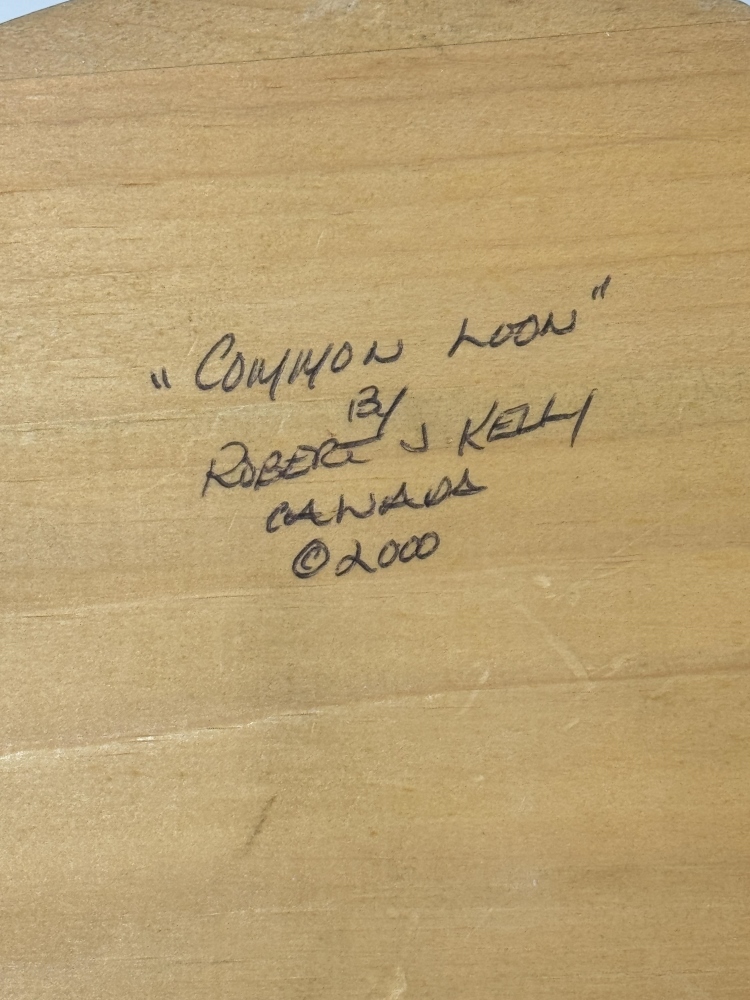 "COMMON LOON"
BY
ROBERT J KELLY
CANADA
© 2000